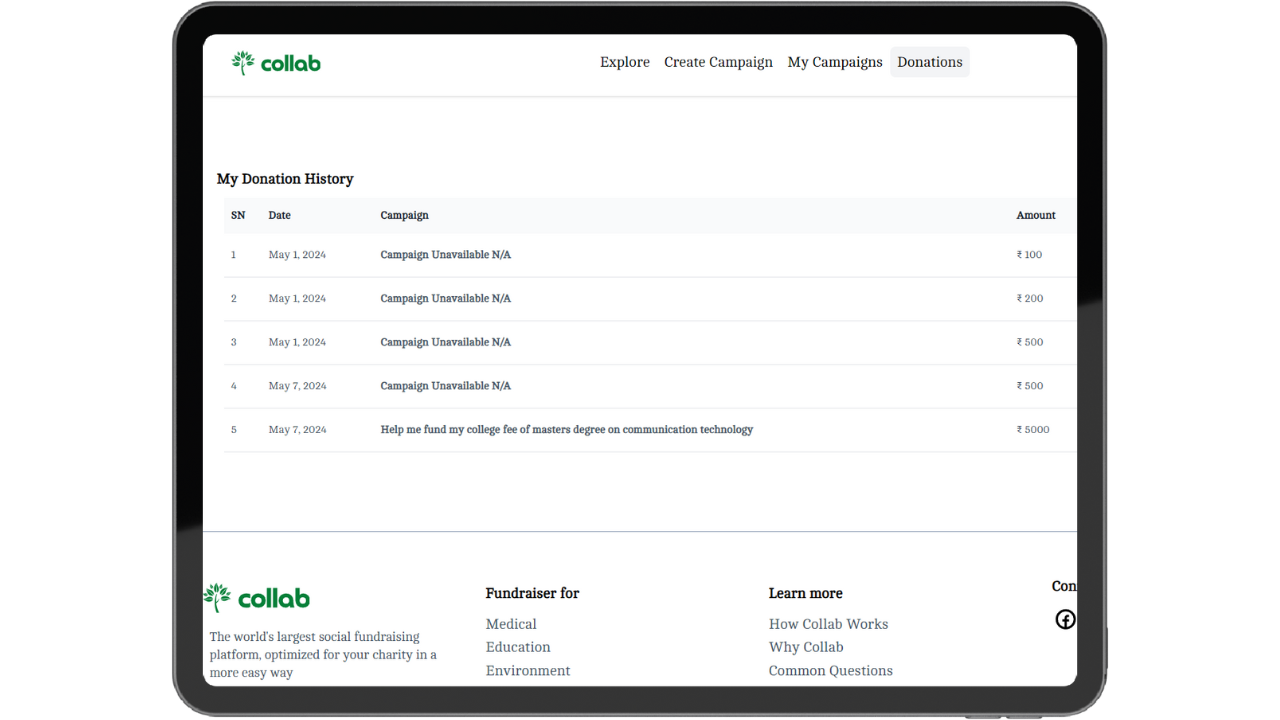 collab
Explore Create Campaign My Campaigns Donations
My Donation History
SN Date Campaign Amount
1 May 1, 2024 Campaign Unavailable N/A ₹ 100
2 May 1, 2024 Campaign Unavailable N/A ₹ 200
3 May 1, 2024 Campaign Unavailable N/A ₹ 500
4 May 7, 2024 Campaign Unavailable N/A ₹ 500
5 May 7, 2024 Help me fund my college fee of masters degree on communication technology ₹ 5000
collab
The world's largest social fundraising
platform, optimized for your charity in a
more easy way
Fundraiser for
Medical
Education
Environment
Learn more
How Collab Works
Why Collab
Common Questions
Con